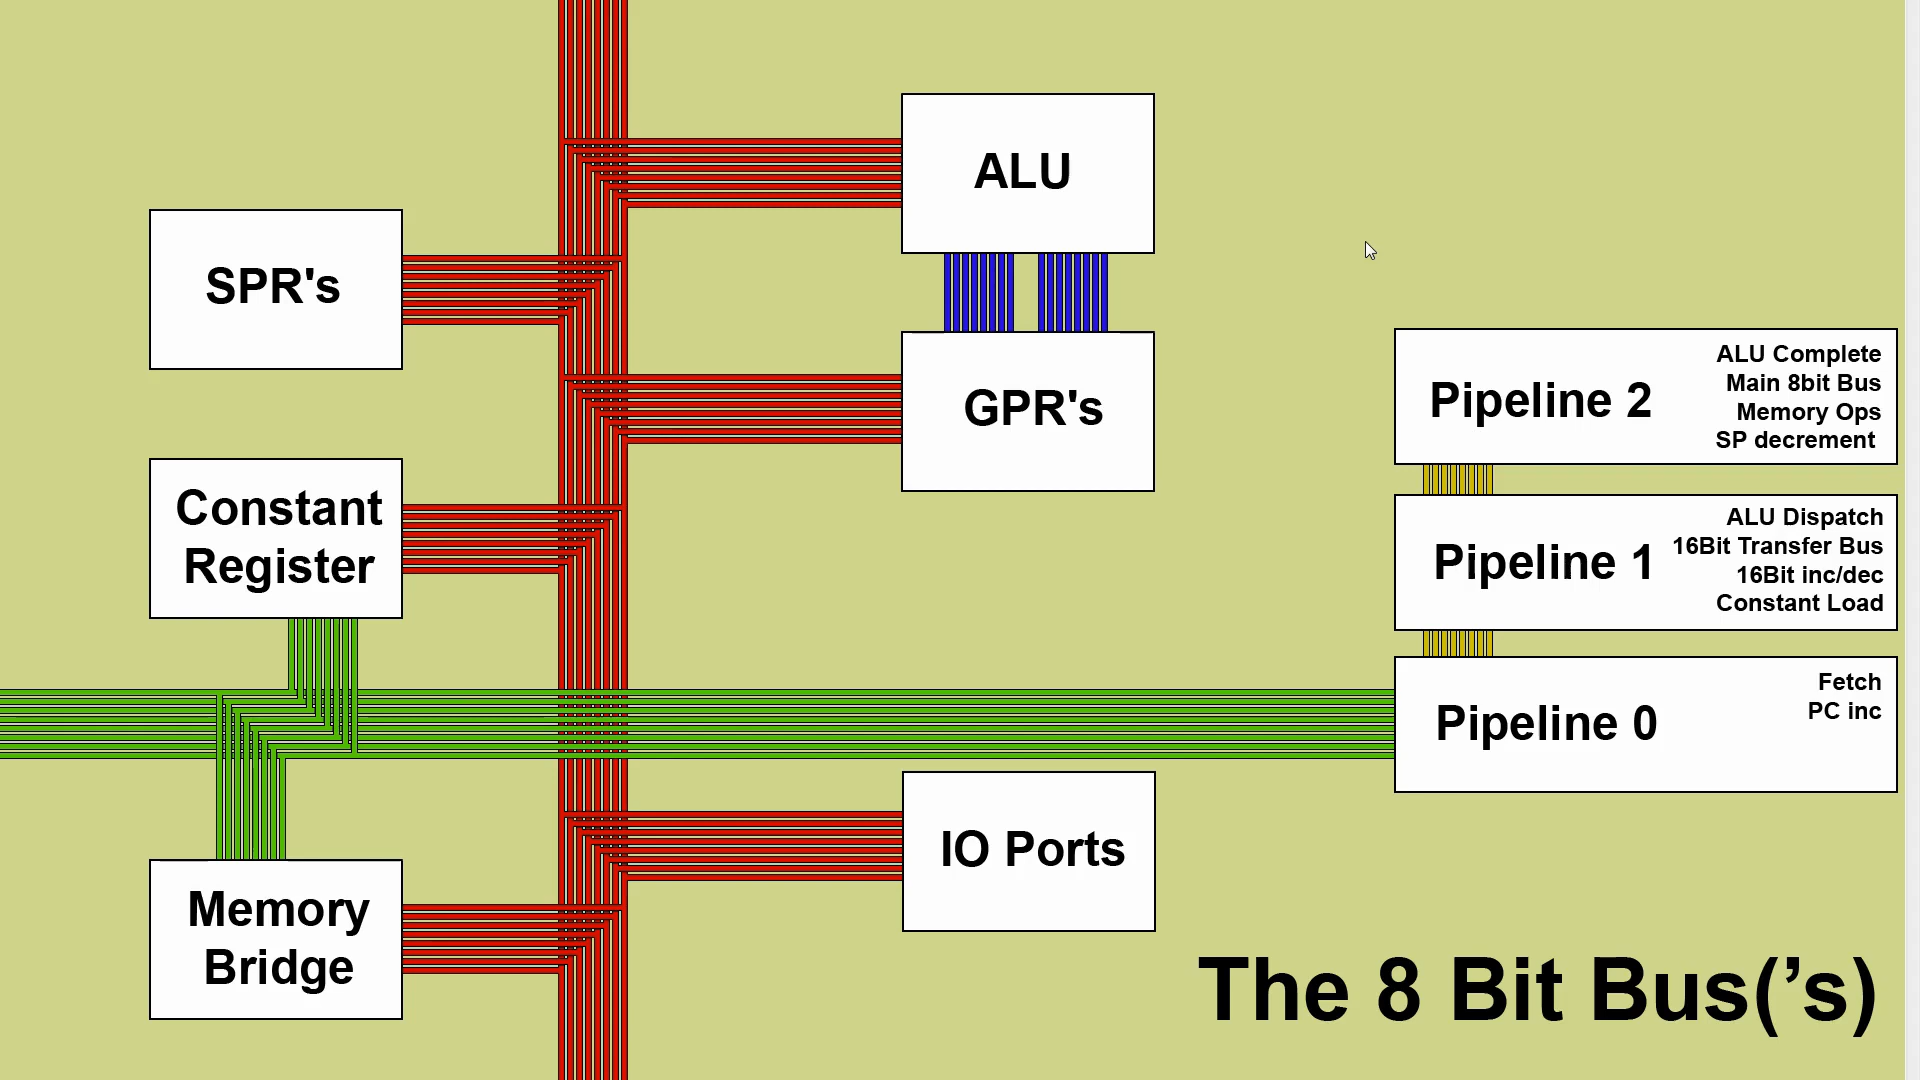 ALU
SPR's
GPR's
Constant
Register
Memory
Bridge
IO Ports
Pipeline 2
ALU Complete
Main 8bit Bus
Memory Ops
SP decrement
Pipeline 1
ALU Dispatch
16Bit Transfer Bus
16Bit inc/dec
Constant Load
Pipeline 0
Fetch
PC inc
The 8 Bit Bus(’s)